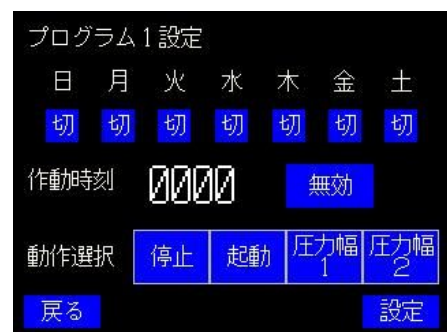 プログラム1設定
日 月 火 水 木 金 土
切 切 切 切 切 切 切
作動時刻 0000 無効
動作選択 停止 起動 圧力幅1 圧力幅2
戻る 設定